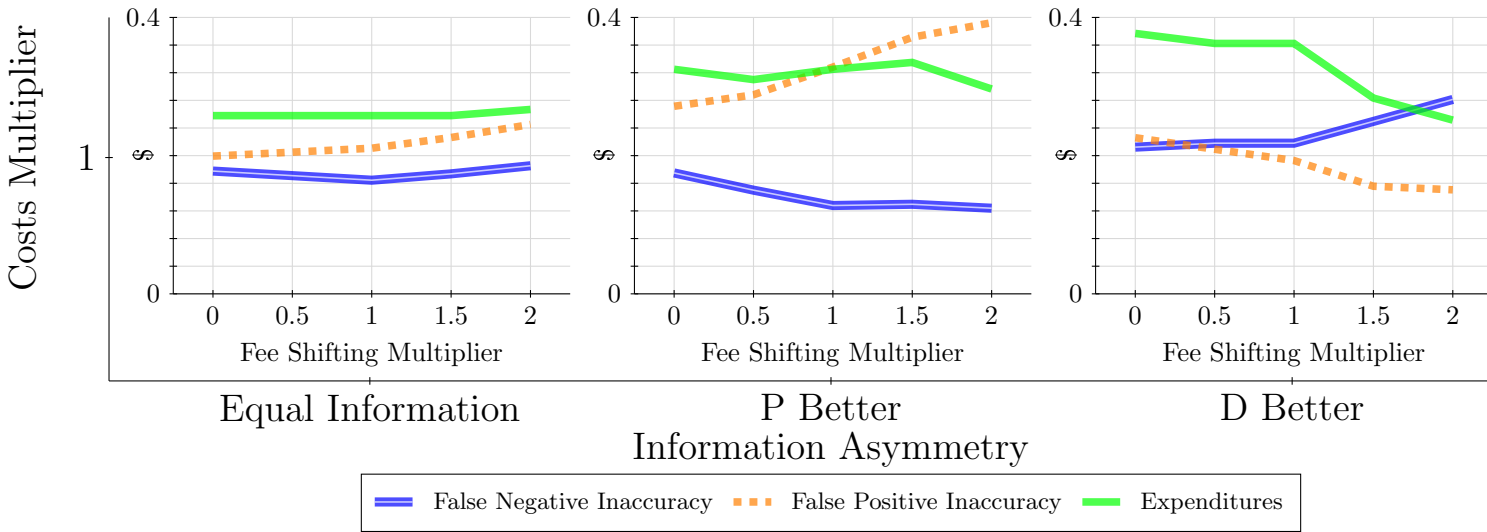 Costs Multiplier
1
0.4
$
0
0 0.5 1 1.5 2
Fee Shifting Multiplier
0.4
$
0
0 0.5 1 1.5 2
Fee Shifting Multiplier
0.4
$
0
0 0.5 1 1.5 2
Fee Shifting Multiplier
Equal Information P Better D Better
Information Asymmetry
False Negative Inaccuracy False Positive Inaccuracy Expenditures